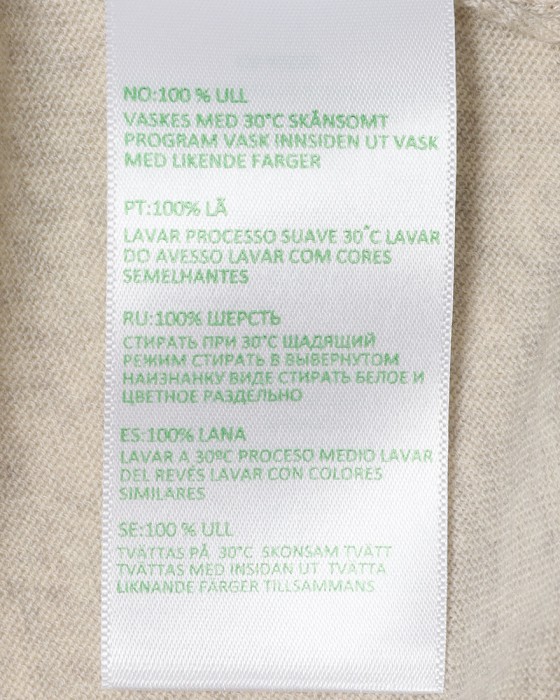 NO:100 % ULL
VASKES MED 30°C SKÅNSOMT
PROGRAM VASK INNSIDEN UT VASK
MED LIKENDE FARGER
PT:100% LÃ
LAVAR PROCESSO SUAVE 30°C LAVAR
DO AVESSO LAVAR COM CORES
SEMELHANTES
RU:100% ШЕРСТЬ
СТИРАТЬ ПРИ 30°C ЩАДЯЩИЙ
РЕЖИМ СТИРАТЬ В ВЫВЕРНУТОМ
НАИЗНАНКУ ВИДЕ СТИРАТЬ БЕЛОЕ И
ЦВЕТНОЕ РАЗДЕЛЬНО
ES:100% LANA
LAVAR A 30ºC PROCESO MEDIO LAVAR
DEL REVÉS LAVAR CON COLORES
SIMILARES
SE:100 % ULL
TVÄTTAS PÅ 30°C SKONSAM TVÄTT
TVÄTTAS MED INSIDAN UT TVÄTTA
LIKNANDE FÄRGER TILLSAMMANS